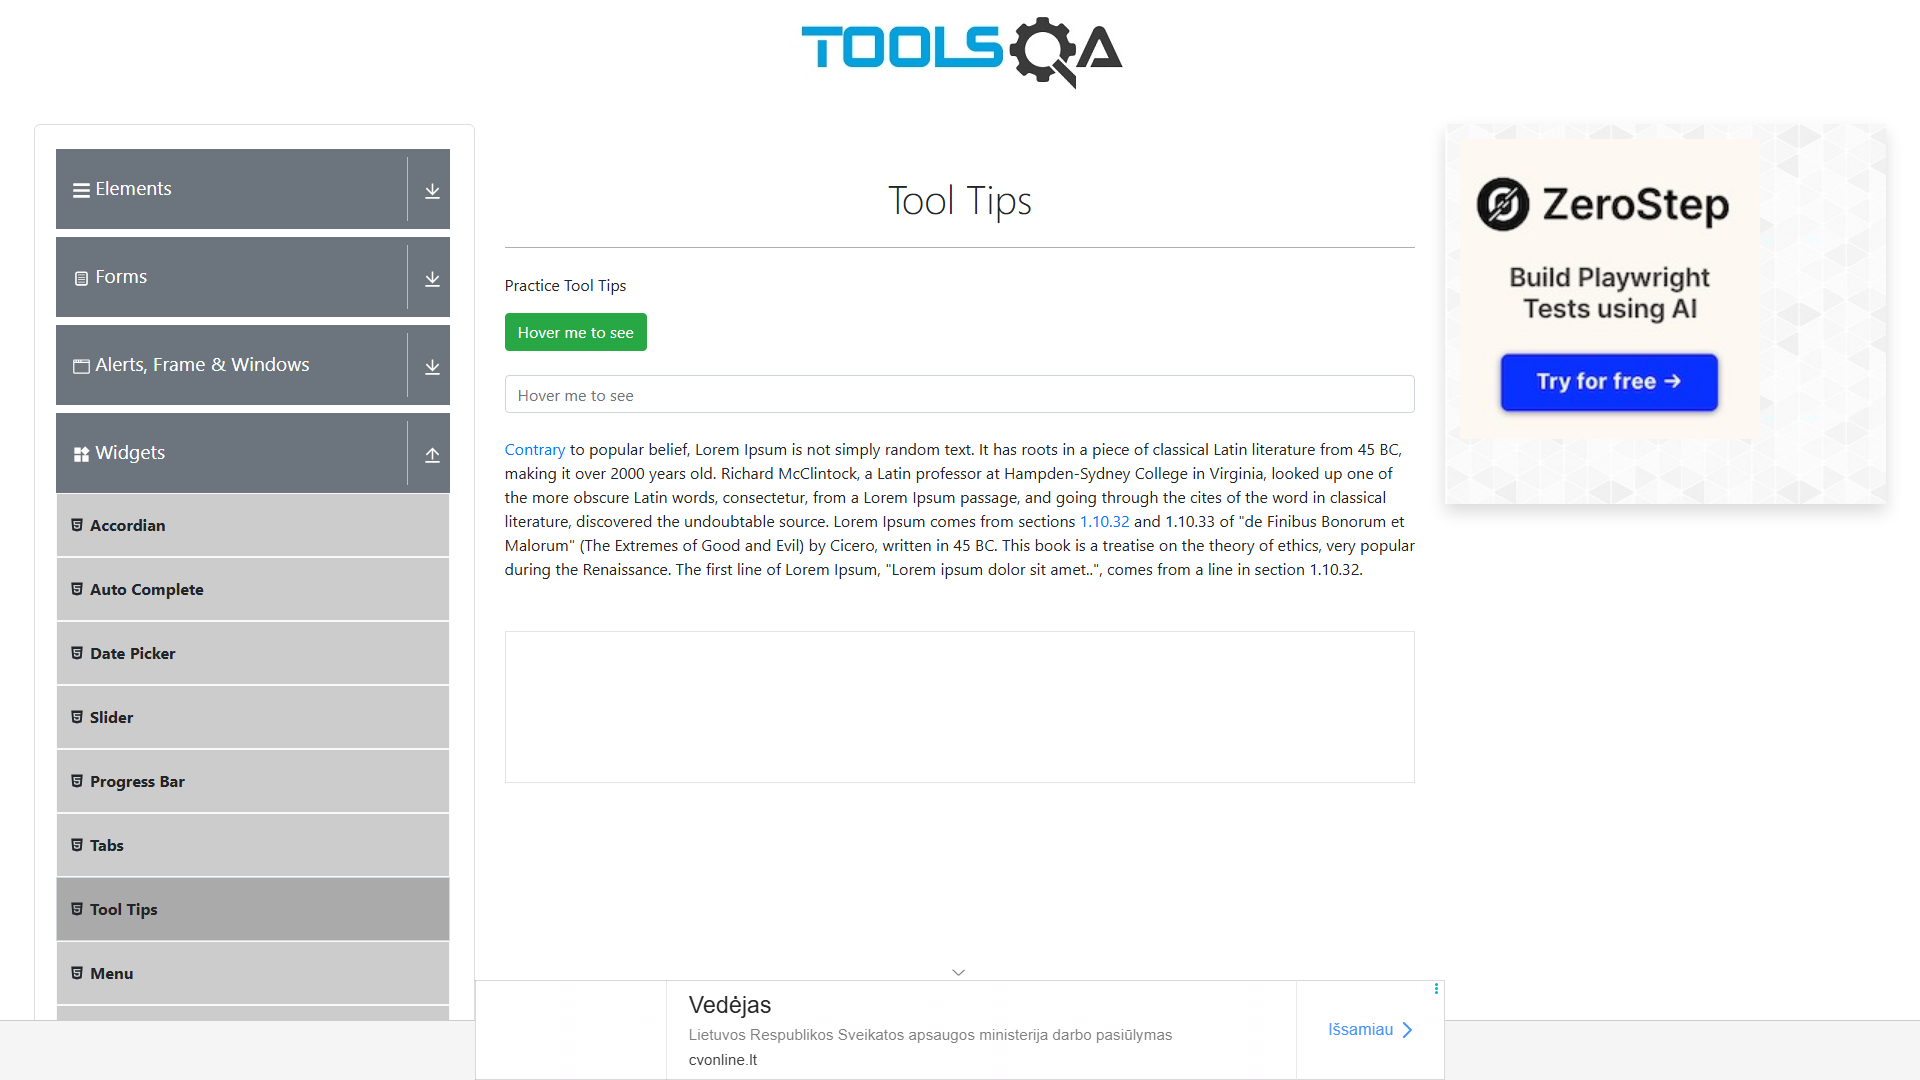 TOOLSQA
Elements
Forms
Alerts, Frame & Windows
Widgets
Accordian
Auto Complete
Date Picker
Slider
Progress Bar
Tabs
Tool Tips
Menu
Tool Tips
Practice Tool Tips
Hover me to see
Hover me to see
Contrary to popular belief, Lorem Ipsum is not simply random text. It has roots in a piece of classical Latin literature from 45 BC,
making it over 2000 years old. Richard McClintock, a Latin professor at Hampden-Sydney College in Virginia, looked up one of
the more obscure Latin words, consectetur, from a Lorem Ipsum passage, and going through the cites of the word in classical
literature, discovered the undoubtable source. Lorem Ipsum comes from sections 1.10.32 and 1.10.33 of "de Finibus Bonorum et
Malorum" (The Extremes of Good and Evil) by Cicero, written in 45 BC. This book is a treatise on the theory of ethics, very popular
during the Renaissance. The first line of Lorem Ipsum, "Lorem ipsum dolor sit amet..", comes from a line in section 1.10.32.
ZeroStep
Build Playwright
Tests using AI
Try for free →
Vedėjas
Lietuvos Respublikos Sveikatos apsaugos ministerija darbo pasiūlymas
cvonline.lt
Išsamiau